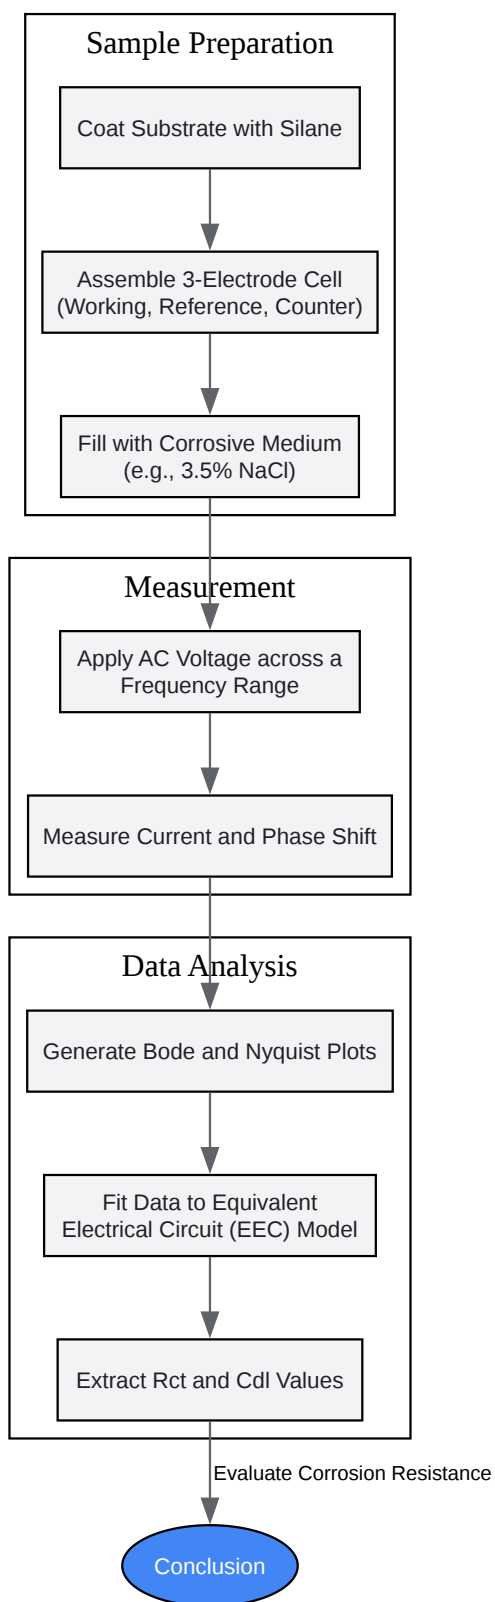 Sample Preparation
Coat Substrate with Silane
Assemble 3-Electrode Cell
(Working, Reference, Counter)
Fill with Corrosive Medium
(e.g., 3.5% NaCl)
Measurement
Apply AC Voltage across a
Frequency Range
Measure Current and Phase Shift
Data Analysis
Generate Bode and Nyquist Plots
Fit Data to Equivalent
Electrical Circuit (EEC) Model
Extract Rct and Cdl Values
Evaluate Corrosion Resistance
Conclusion